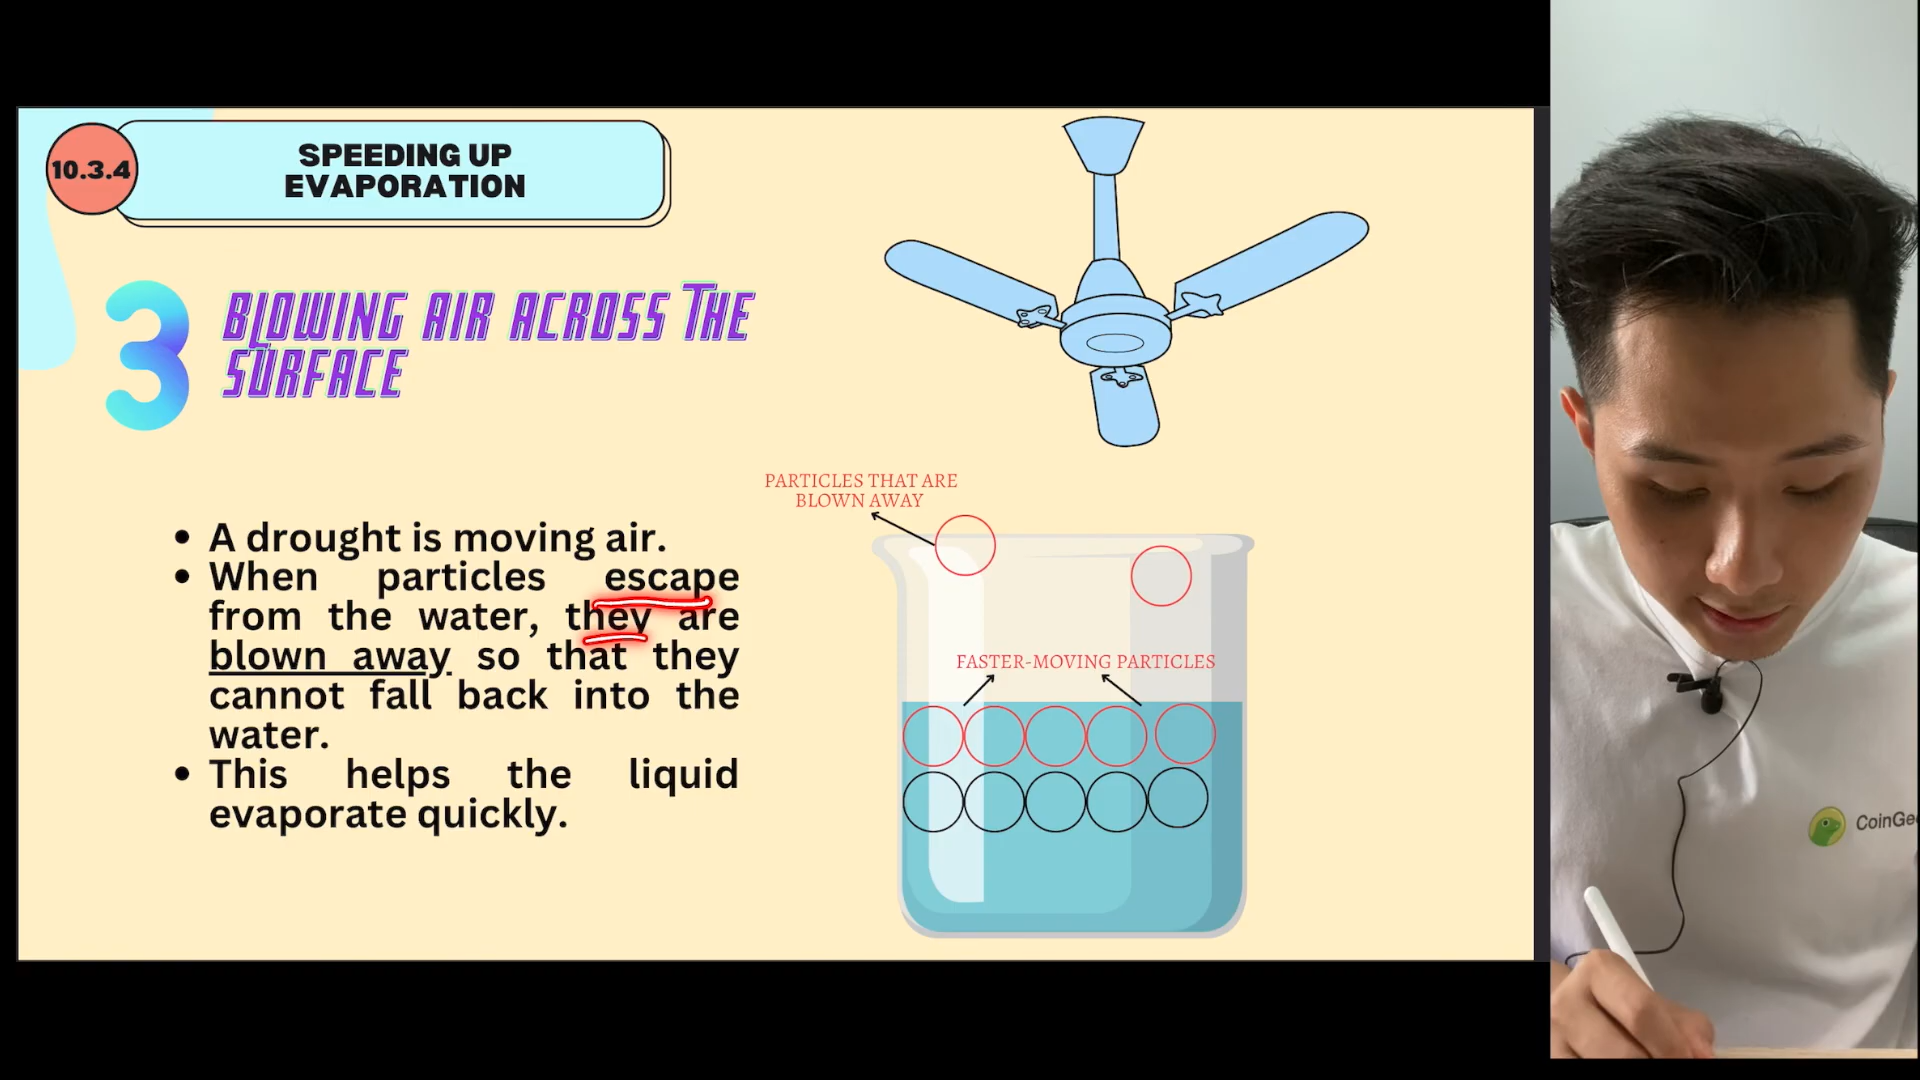 10.3.4
SPEEDING UP
EVAPORATION
3
BLOWING AIR ACROSS THE
SURFACE
PARTICLES THAT ARE
BLOWN AWAY
• A drought is moving air.
• When particles escape
from the water, they are
blown away so that they
cannot fall back into the
water.
• This helps the liquid
evaporate quickly.
FASTER-MOVING PARTICLES